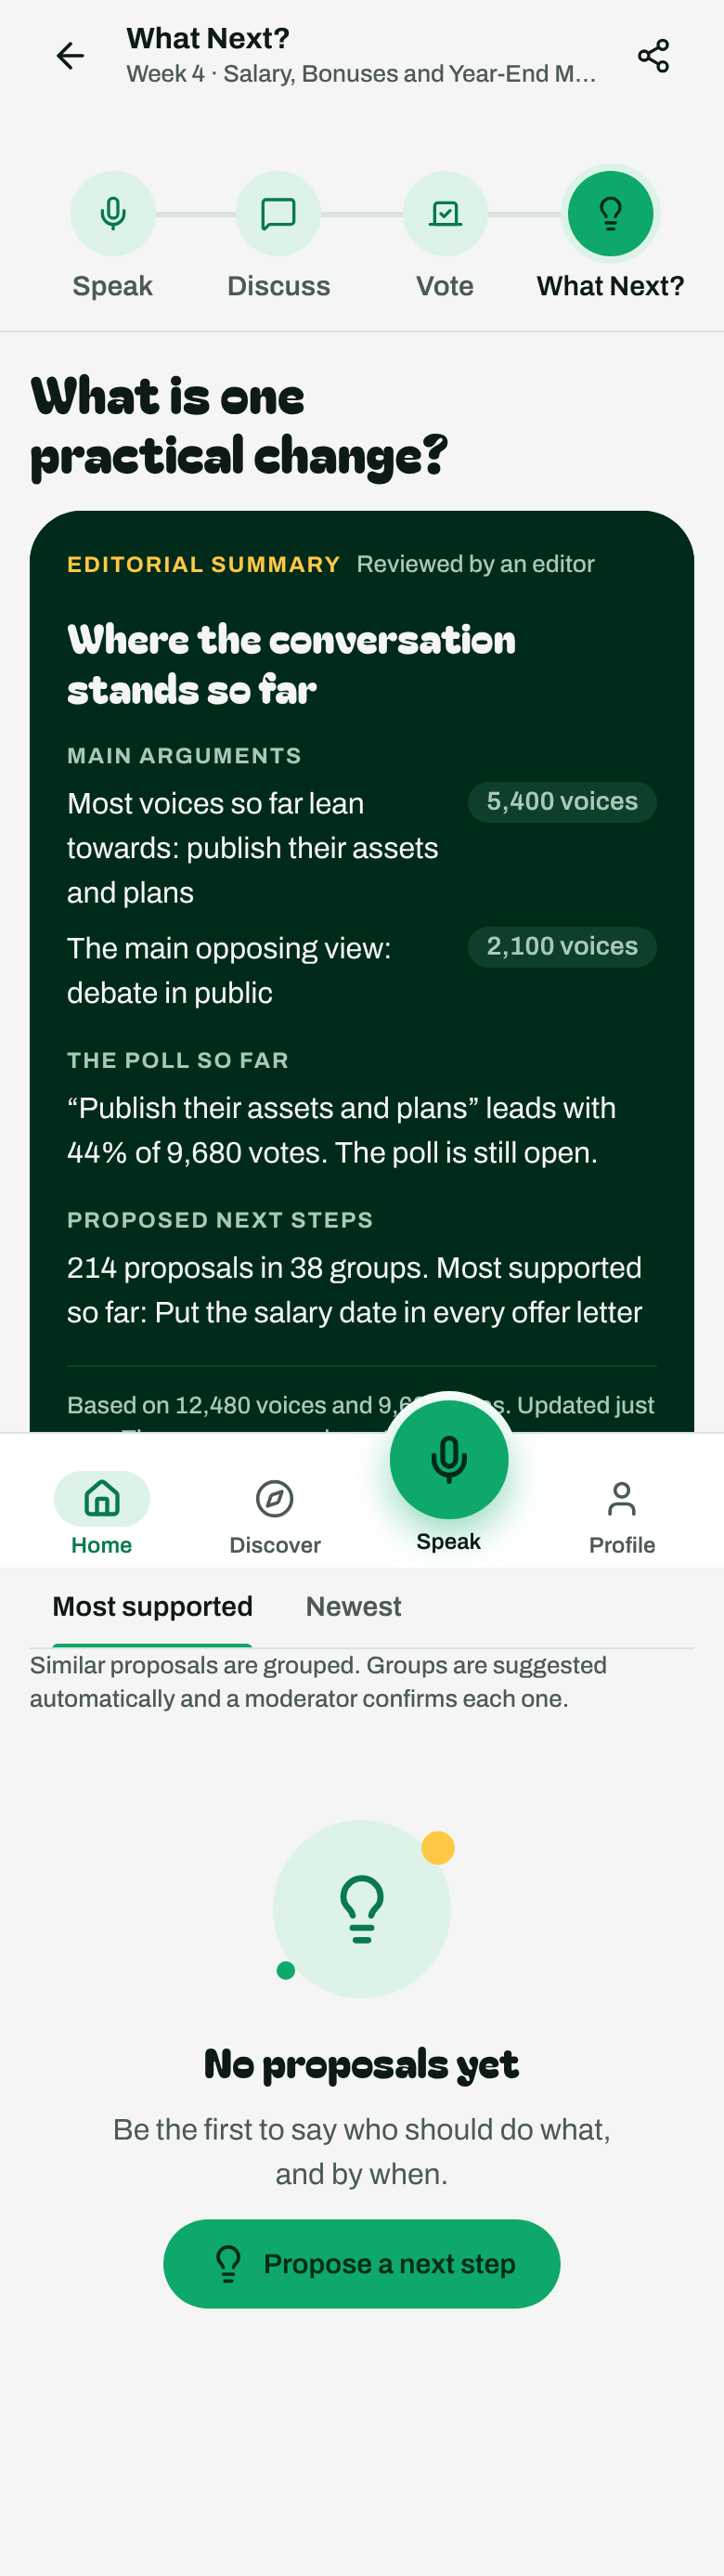 What Next?
Week 4 · Salary, Bonuses and Year-End M...
Speak
Discuss
Vote
What Next?
What is one
practical change?
EDITORIAL SUMMARY Reviewed by an editor
Where the conversation
stands so far
MAIN ARGUMENTS
Most voices so far lean
towards: publish their assets
and plans
5,400 voices
The main opposing view:
debate in public
2,100 voices
THE POLL SO FAR
“Publish their assets and plans” leads with
44% of 9,680 votes. The poll is still open.
PROPOSED NEXT STEPS
214 proposals in 38 groups. Most supported
so far: Put the salary date in every offer letter
Based on 12,480 voices and Updated just
Home
Discover
Speak
Profile
Most supported
Newest
Similar proposals are grouped. Groups are suggested
automatically and a moderator confirms each one.
No proposals yet
Be the first to say who should do what,
and by when.
Propose a next step